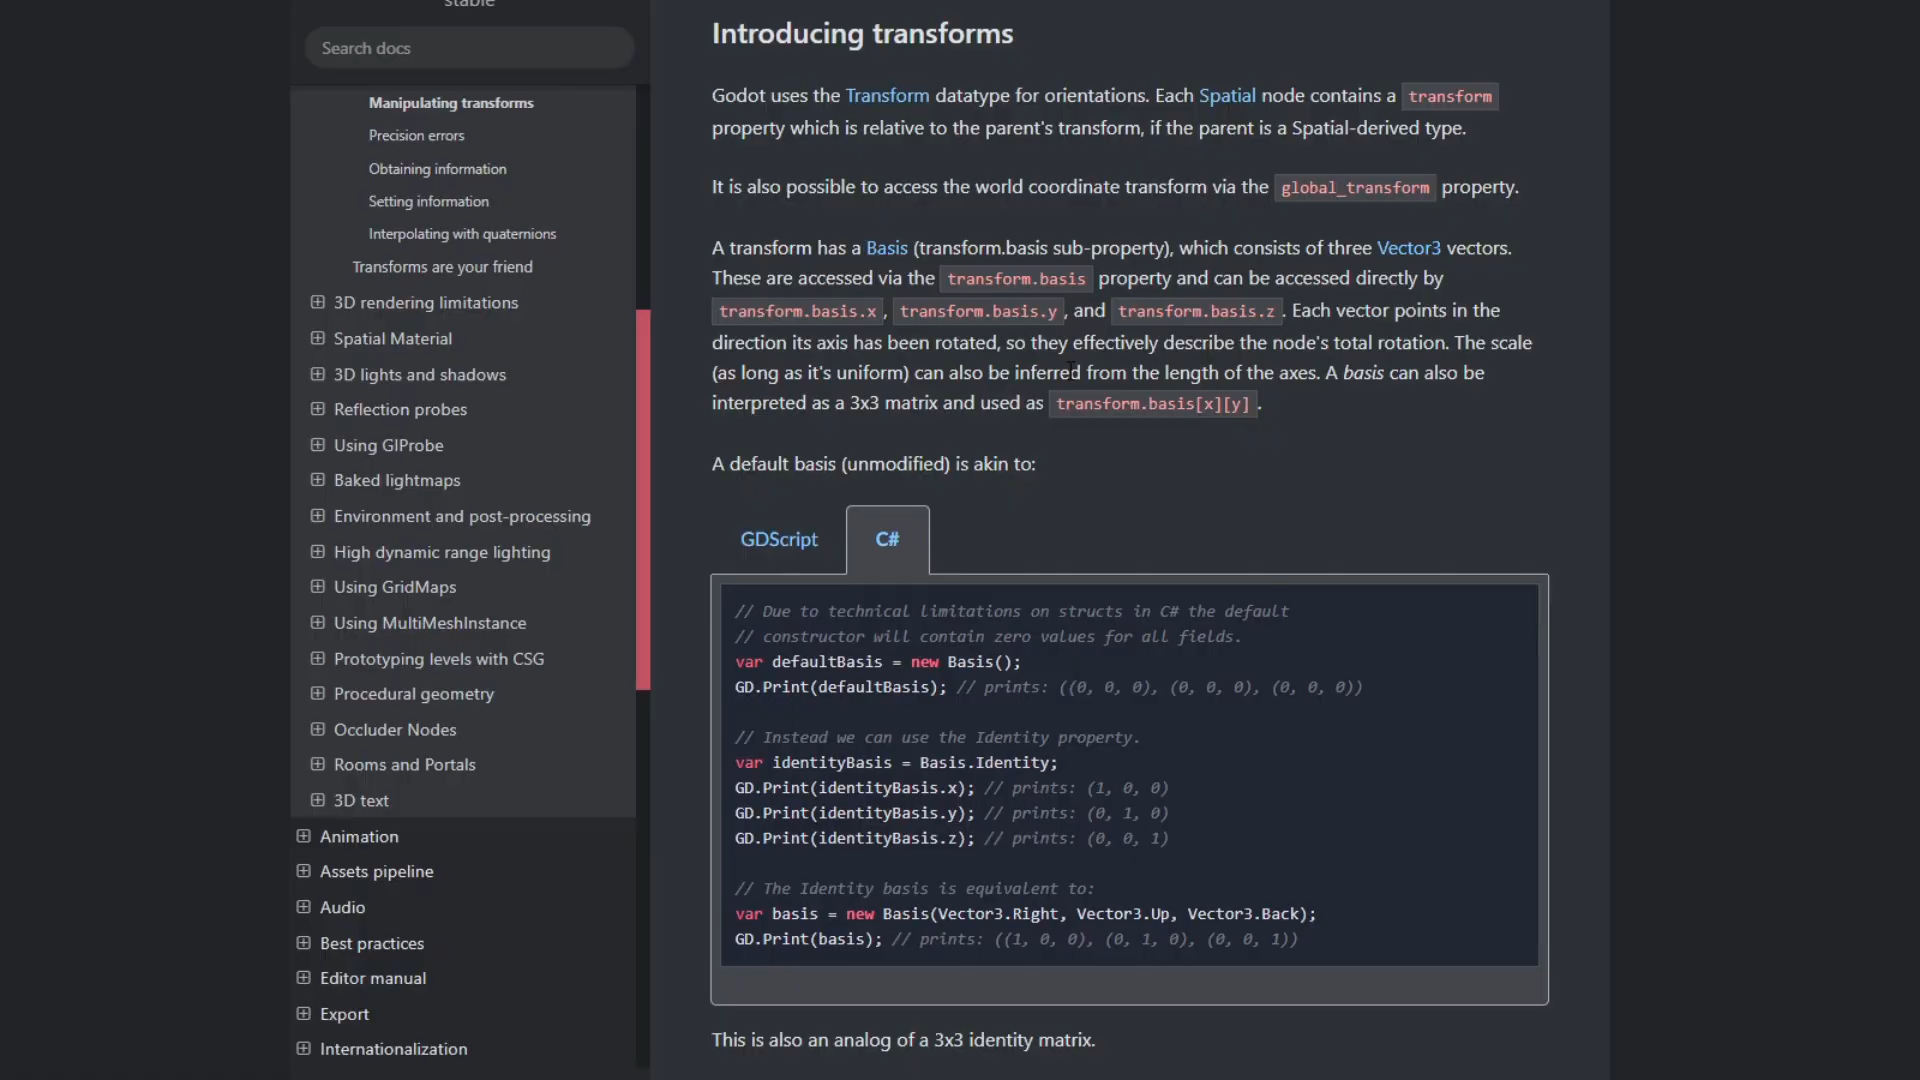 stable
Search docs
Manipulating transforms
Precision errors
Obtaining information
Setting information
Interpolating with quaternions
Transforms are your friend
3D rendering limitations
Spatial Material
3D lights and shadows
Reflection probes
Using GIProbe
Baked lightmaps
Environment and post-processing
High dynamic range lighting
Using GridMaps
Using MultiMeshInstance
Prototyping levels with CSG
Procedural geometry
Occluder Nodes
Rooms and Portals
3D text
Animation
Assets pipeline
Audio
Best practices
Editor manual
Export
Internationalization
Introducing transforms
Godot uses the Transform datatype for orientations. Each Spatial node contains a transform
property which is relative to the parent's transform, if the parent is a Spatial-derived type.
It is also possible to access the world coordinate transform via the global_transform property.
A transform has a Basis (transform.basis sub-property), which consists of three Vector3 vectors.
These are accessed via the transform.basis property and can be accessed directly by
transform.basis.x, transform.basis.y, and transform.basis.z. Each vector points in the
direction its axis has been rotated, so they effectively describe the node's total rotation. The scale
(as long as it's uniform) can also be inferred from the length of the axes. A basis can also be
interpreted as a 3x3 matrix and used as transform.basis[x][y].
A default basis (unmodified) is akin to:
GDScript C#
// Due to technical limitations on structs in C# the default
// constructor will contain zero values for all fields.
var defaultBasis = new Basis();
GD.Print(defaultBasis); // prints: ((0, 0, 0), (0, 0, 0), (0, 0, 0))
// Instead we can use the Identity property.
var identityBasis = Basis.Identity;
GD.Print(identityBasis.x); // prints: (1, 0, 0)
GD.Print(identityBasis.y); // prints: (0, 1, 0)
GD.Print(identityBasis.z); // prints: (0, 0, 1)
// The Identity basis is equivalent to:
var basis = new Basis(Vector3.Right, Vector3.Up, Vector3.Back);
GD.Print(basis); // prints: ((1, 0, 0), (0, 1, 0), (0, 0, 1))
This is also an analog of a 3x3 identity matrix.